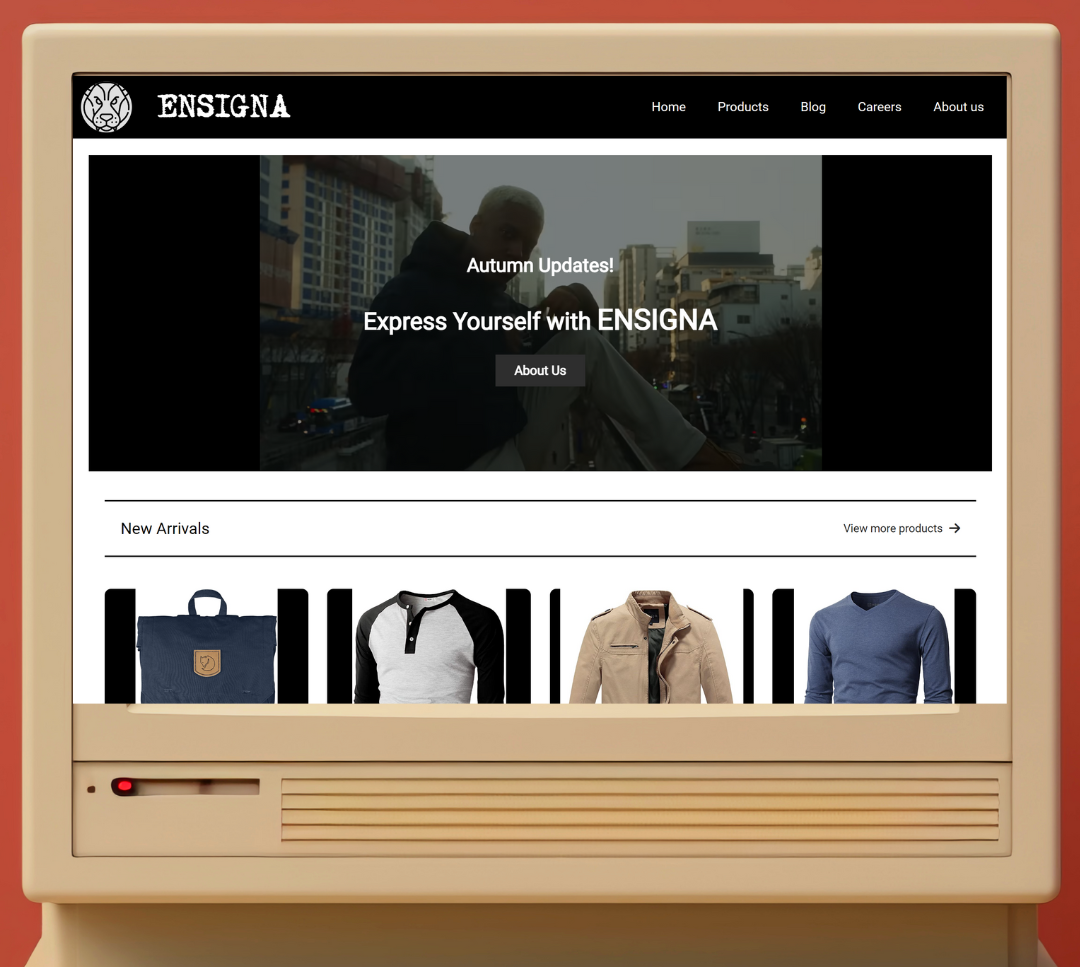 ENSIGNA
Home Products Blog Careers About us
Autumn Updates!
Express Yourself with ENSIGNA
About Us
New Arrivals
View more products →